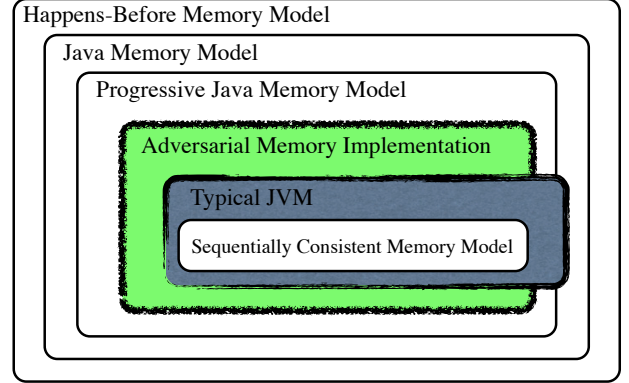 Happens-Before Memory Model
Java Memory Model
Progressive Java Memory Model
Adversarial Memory Implementation
Typical JVM
Sequentially Consistent Memory Model